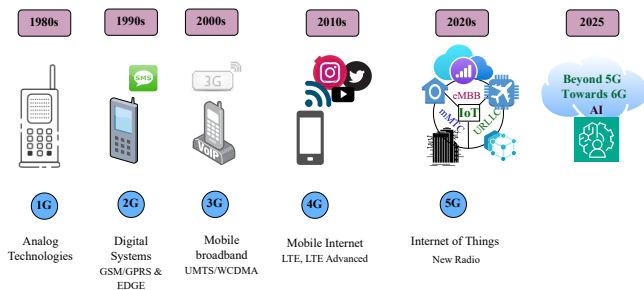 1980s
1990s
2000s
2010s
2020s
2025
SMS
3G
VoIP
eMBB
IoT
mMTC
URLLC
Beyond 5G
Towards 6G
AI
1G
2G
3G
4G
5G
Analog
Technologies
Digital
Systems
GSM/GPRS &
EDGE
Mobile
broadband
UMTS/WCDMA
Mobile Internet
LTE, LTE Advanced
Internet of Things
New Radio